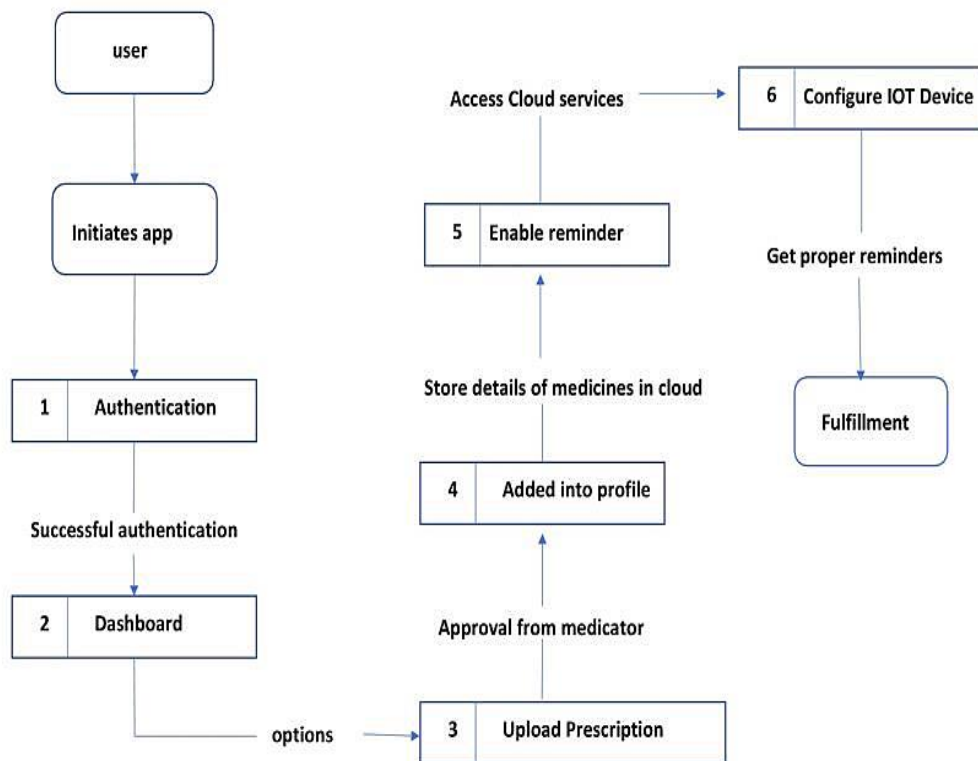 user
Initiates app
1 Authentication
Successful authentication
2 Dashboard
options
3 Upload Prescription
Approval from medicator
4 Added into profile
Store details of medicines in cloud
5 Enable reminder
Access Cloud services
6 Configure IOT Device
Get proper reminders
Fulfillment